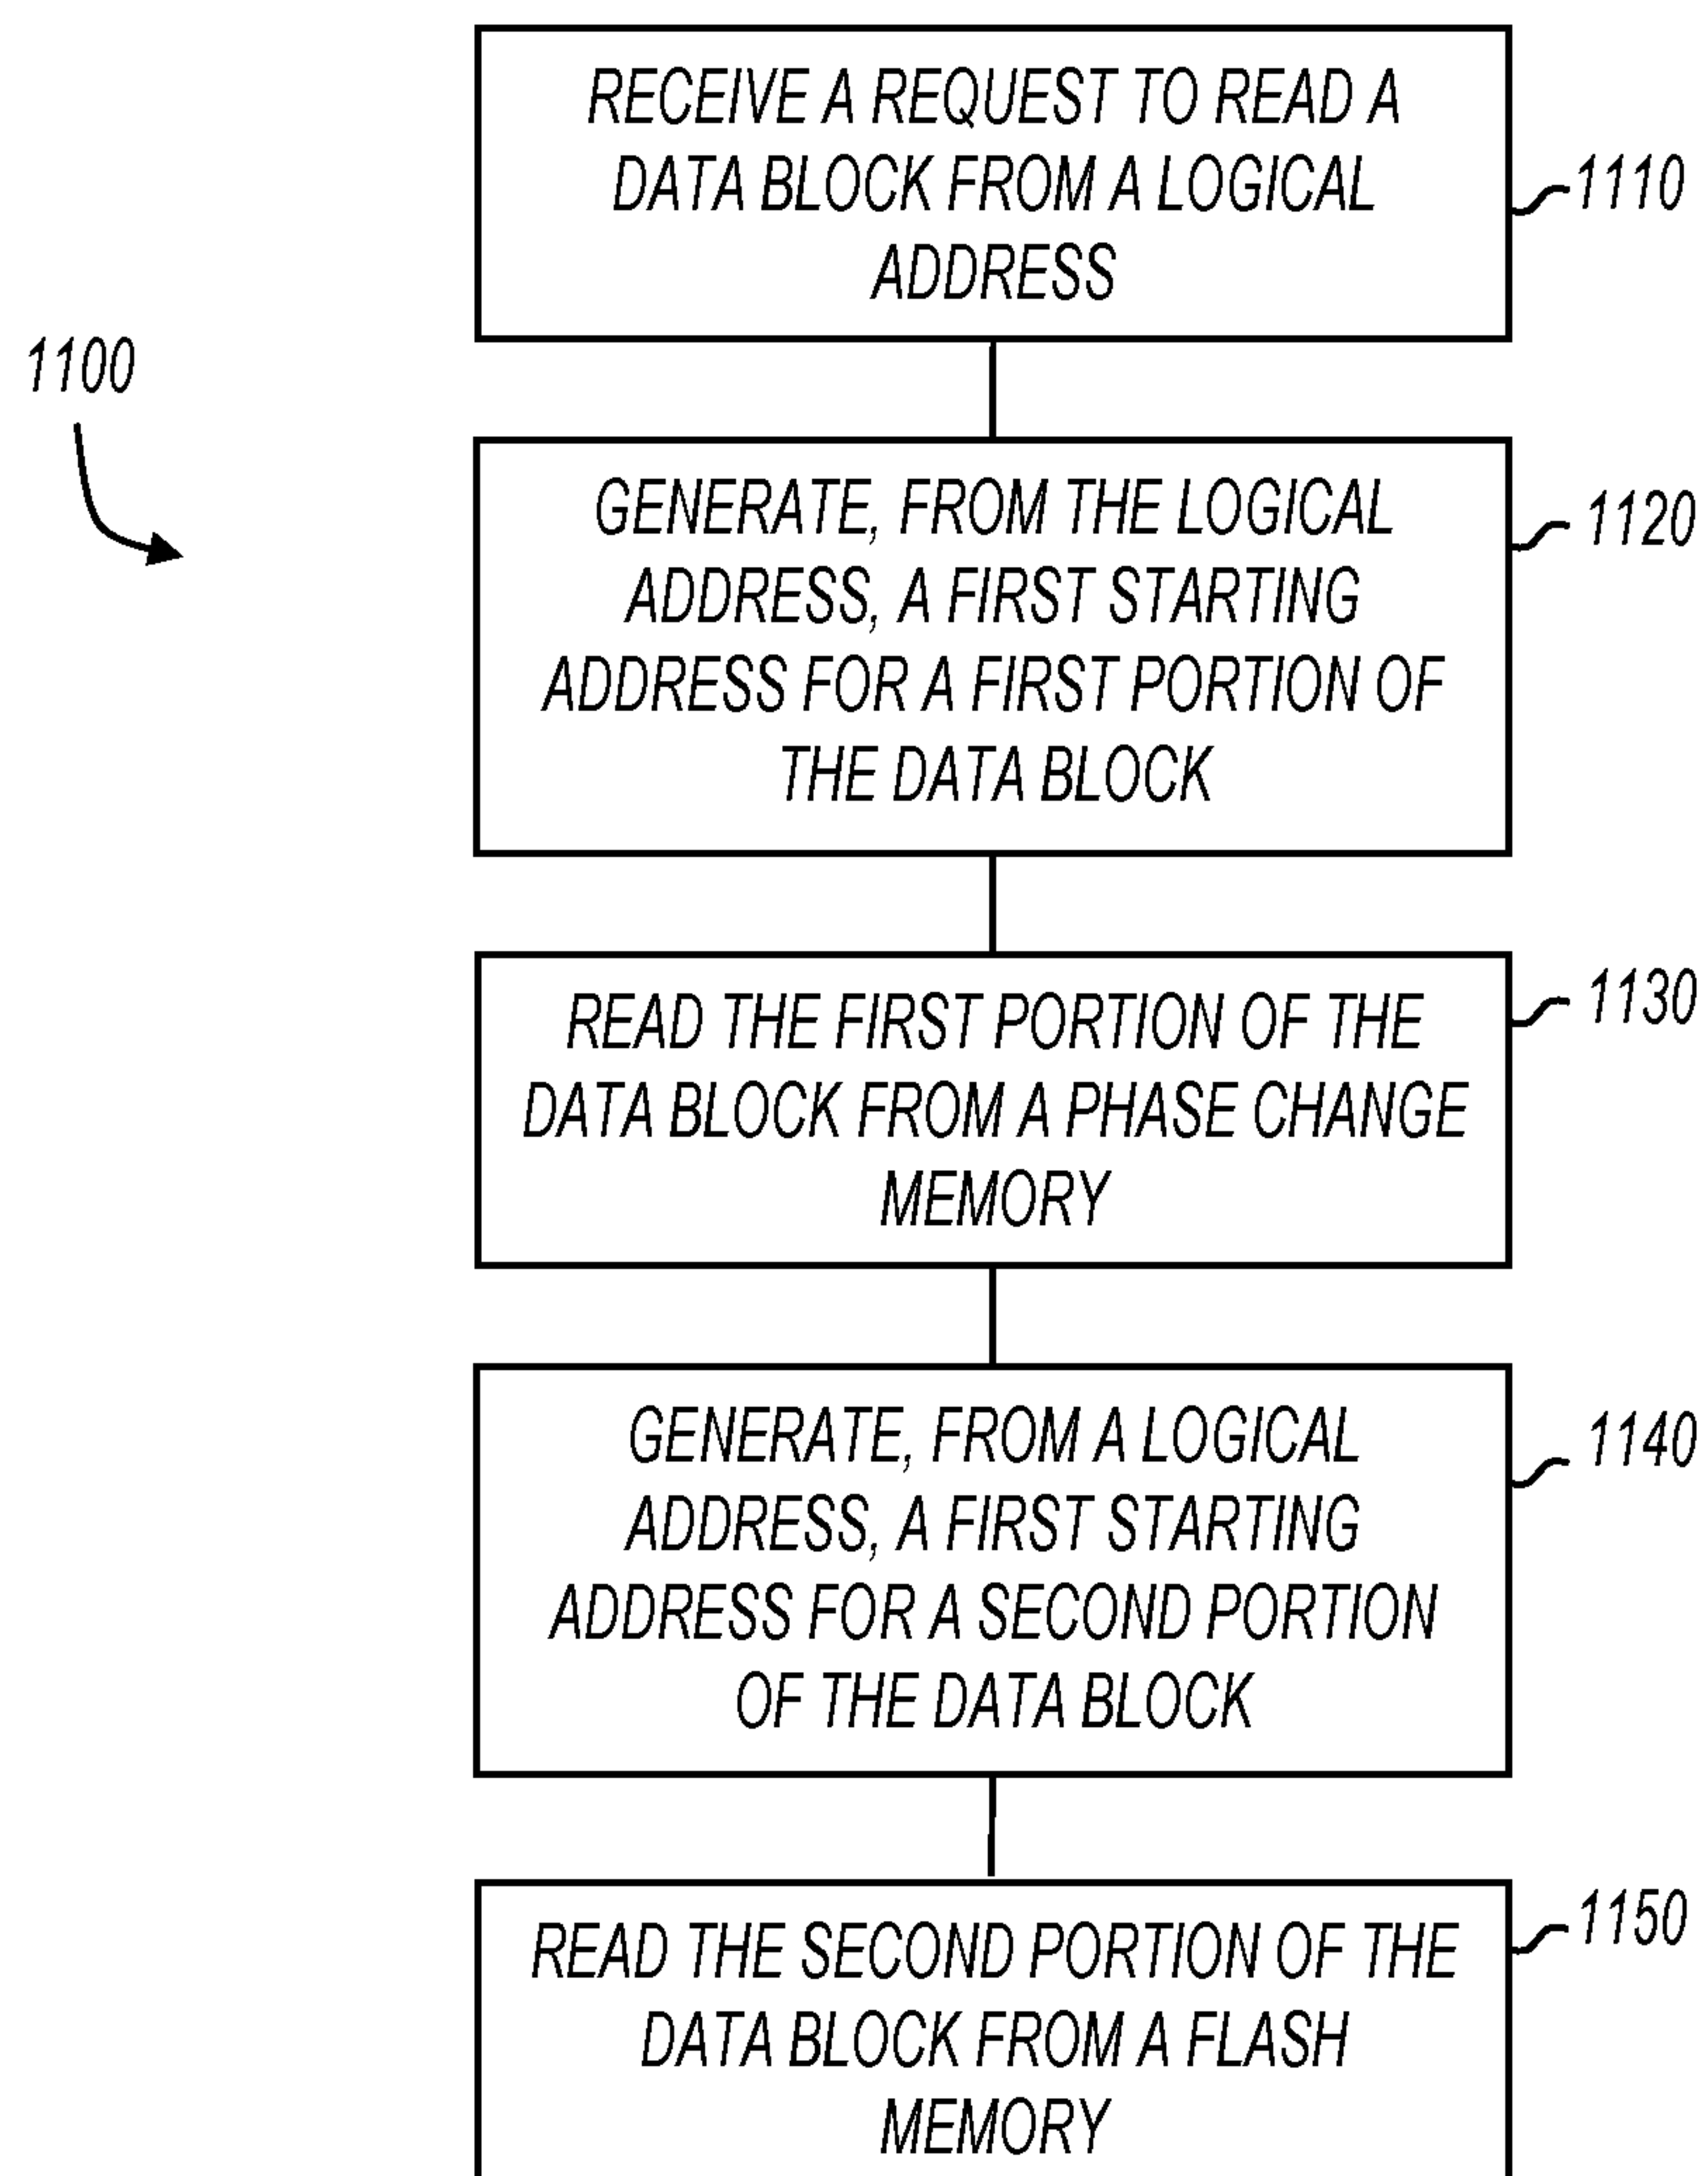 RECEIVE A REQUEST TO READ A
DATA BLOCK FROM A LOGICAL
ADDRESS
1110
1100
GENERATE, FROM THE LOGICAL
ADDRESS, A FIRST STARTING
ADDRESS FOR A FIRST PORTION OF
THE DATA BLOCK
1120
READ THE FIRST PORTION OF THE
DATA BLOCK FROM A PHASE CHANGE
MEMORY
1130
GENERATE, FROM A LOGICAL
ADDRESS, A FIRST STARTING
ADDRESS FOR A SECOND PORTION
OF THE DATA BLOCK
1140
READ THE SECOND PORTION OF THE
DATA BLOCK FROM A FLASH
MEMORY
1150